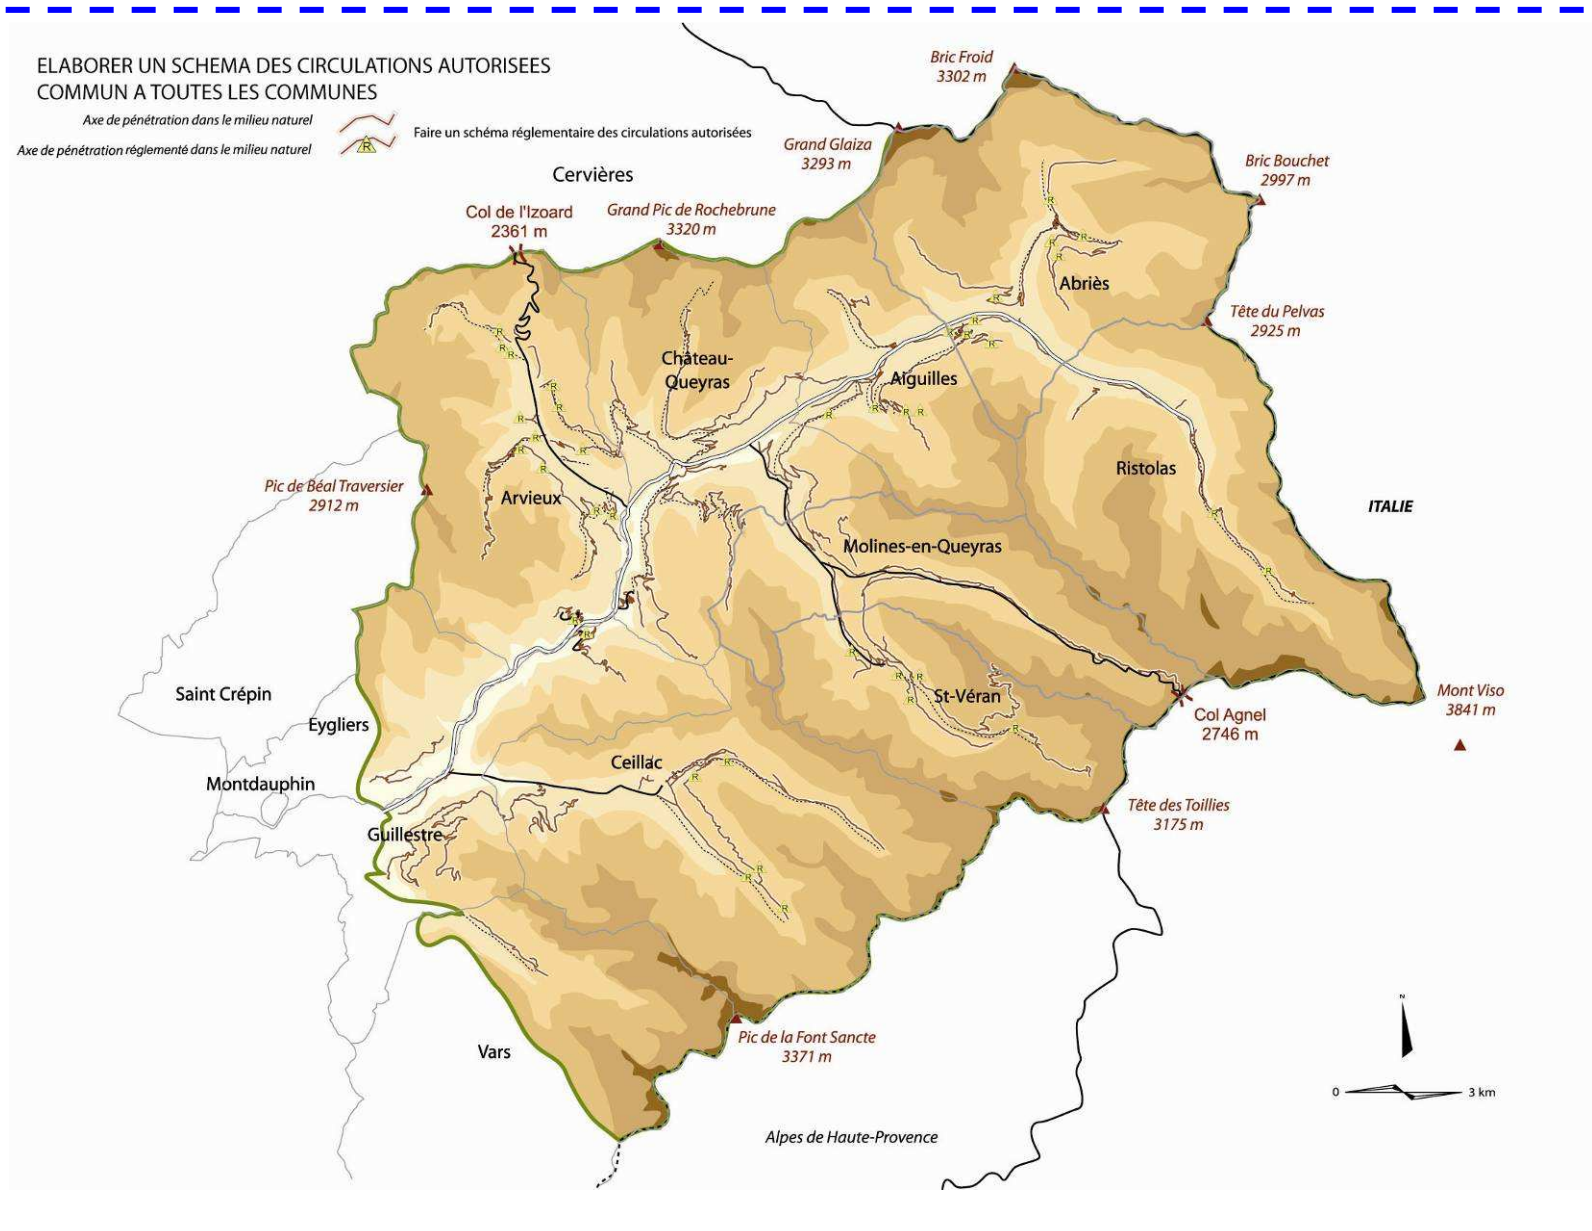 ELABORER UN SCHEMA DES CIRCULATIONS AUTORISEES
COMMUN A TOUTES LES COMMUNES
Axe de pénétration dans le milieu naturel
Axe de pénétration réglementé dans le milieu naturel
R
Faire un schéma réglementaire des circulations autorisées
Bric Froid
3302 m
Grand Glaiza
3293 m
Bric Bouchet
2997 m
Cervières
Col de l'Izoard
2361 m
Grand Pic de Rochebrune
3320 m
Abriès
Tête du Pelvas
2925 m
Château-
Queyras
Aiguilles
Ristolas
Pic de Béal Traversier
2912 m
Arvieux
ITALIE
Molines-en-Queyras
Saint Crépin
Eygliers
St-Véran
Mont Viso
3841 m
Col Agnel
2746 m
Ceillac
Montdauphin
Guillestre
Tête des Toillies
3175 m
Pic de la Font Sancte
3371 m
Vars
Alpes de Haute-Provence
N
0
3 km